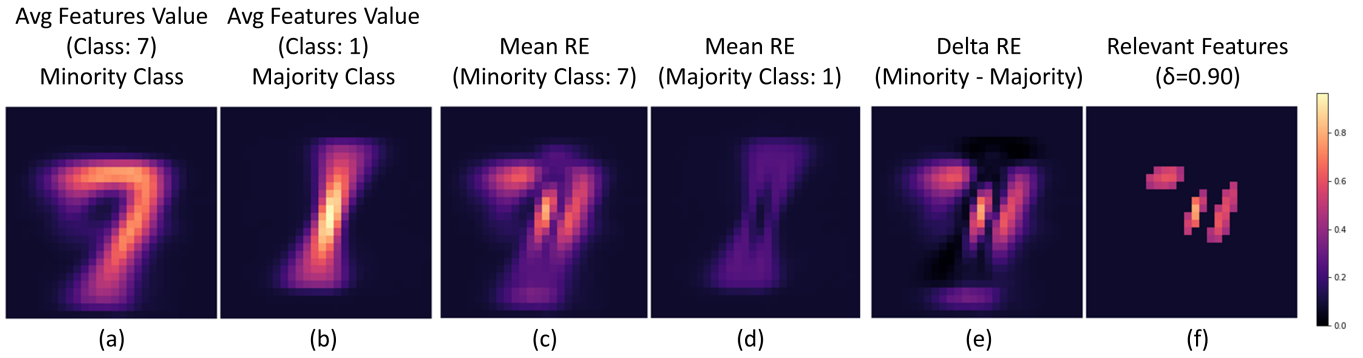 Avg Features Value
(Class: 7)
Minority Class
Avg Features Value
(Class: 1)
Majority Class
Mean RE
(Minority Class: 7)
Mean RE
(Majority Class: 1)
Delta RE
(Minority - Majority)
Relevant Features
(δ=0.90)
0.8
0.6
0.4
0.2
0.0
(a)
(b)
(c)
(d)
(e)
(f)